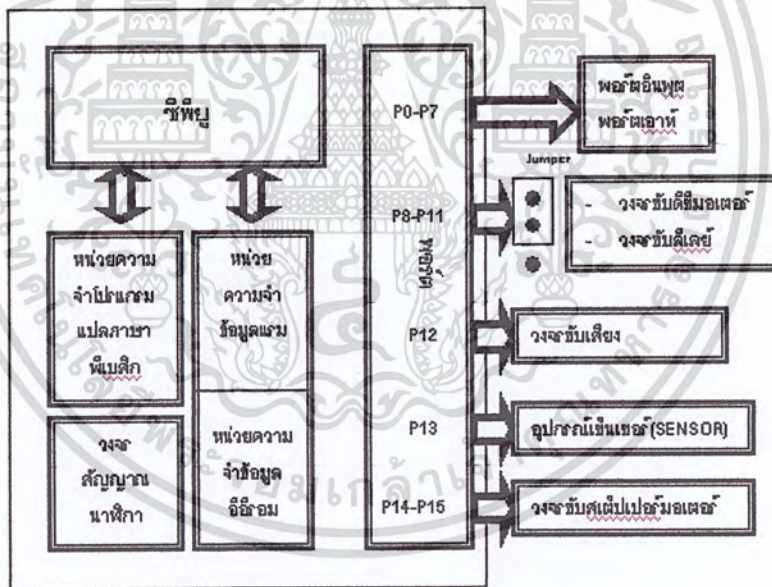 ซีพียู
หน่วยความ
จำโปรแกรม
แปลภาษา
พีเบสิก
หน่วย
ความจำ
ข้อมูลแรม
วงจร
สัญญาณ
นาฬิกา
หน่วยความ
จำข้อมูล
อีอีรอม
พอร์ต
P0-P7
P8-P11
P12
P13
P14-P15
พอร์ตอินพุต
พอร์ตเอาท์
Jumper
- วงจรขับดีซีมอเตอร์
- วงจรขับรีเลย์
วงจรขับเสียง
อุปกรณ์เซ็นเซอร์(SENSOR)
วงจรขับสเต็ปเปอร์มอเตอร์